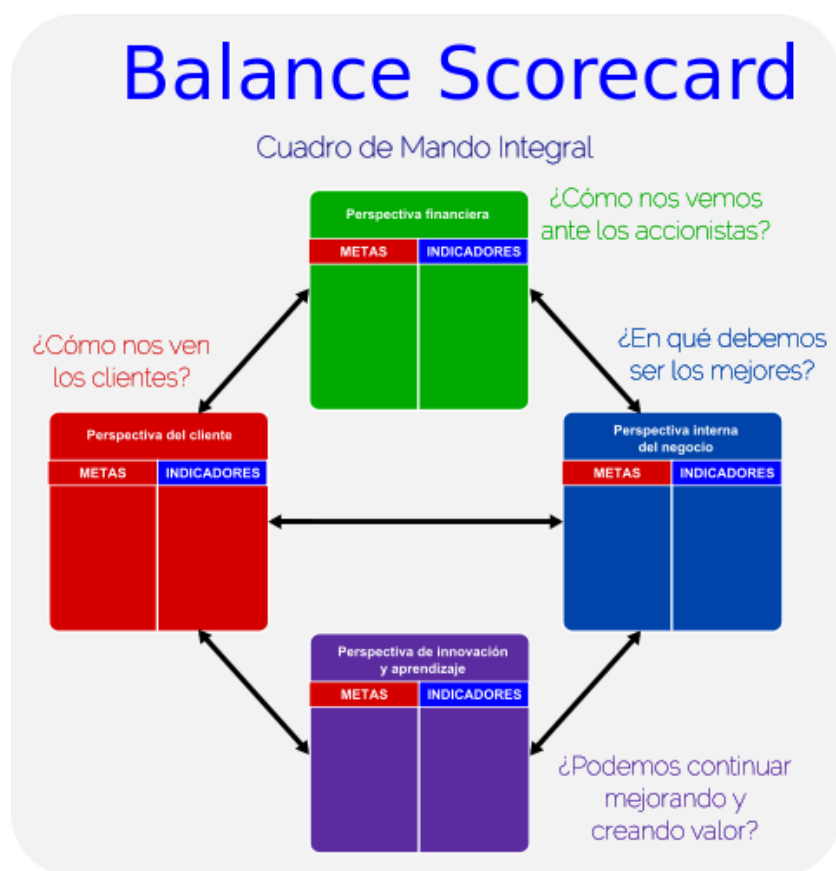 Balance Scorecard
Cuadro de Mando Integral
Perspectiva financiera
METAS INDICADORES
¿Cómo nos vemos
ante los accionistas?
¿Cómo nos ven
los clientes?
¿En qué debemos
ser los mejores?
Perspectiva del cliente
METAS INDICADORES
Perspectiva interna
del negocio
METAS INDICADORES
Perspectiva de innovación
y aprendizaje
METAS INDICADORES
¿Podemos continuar
mejorando y
creando valor?